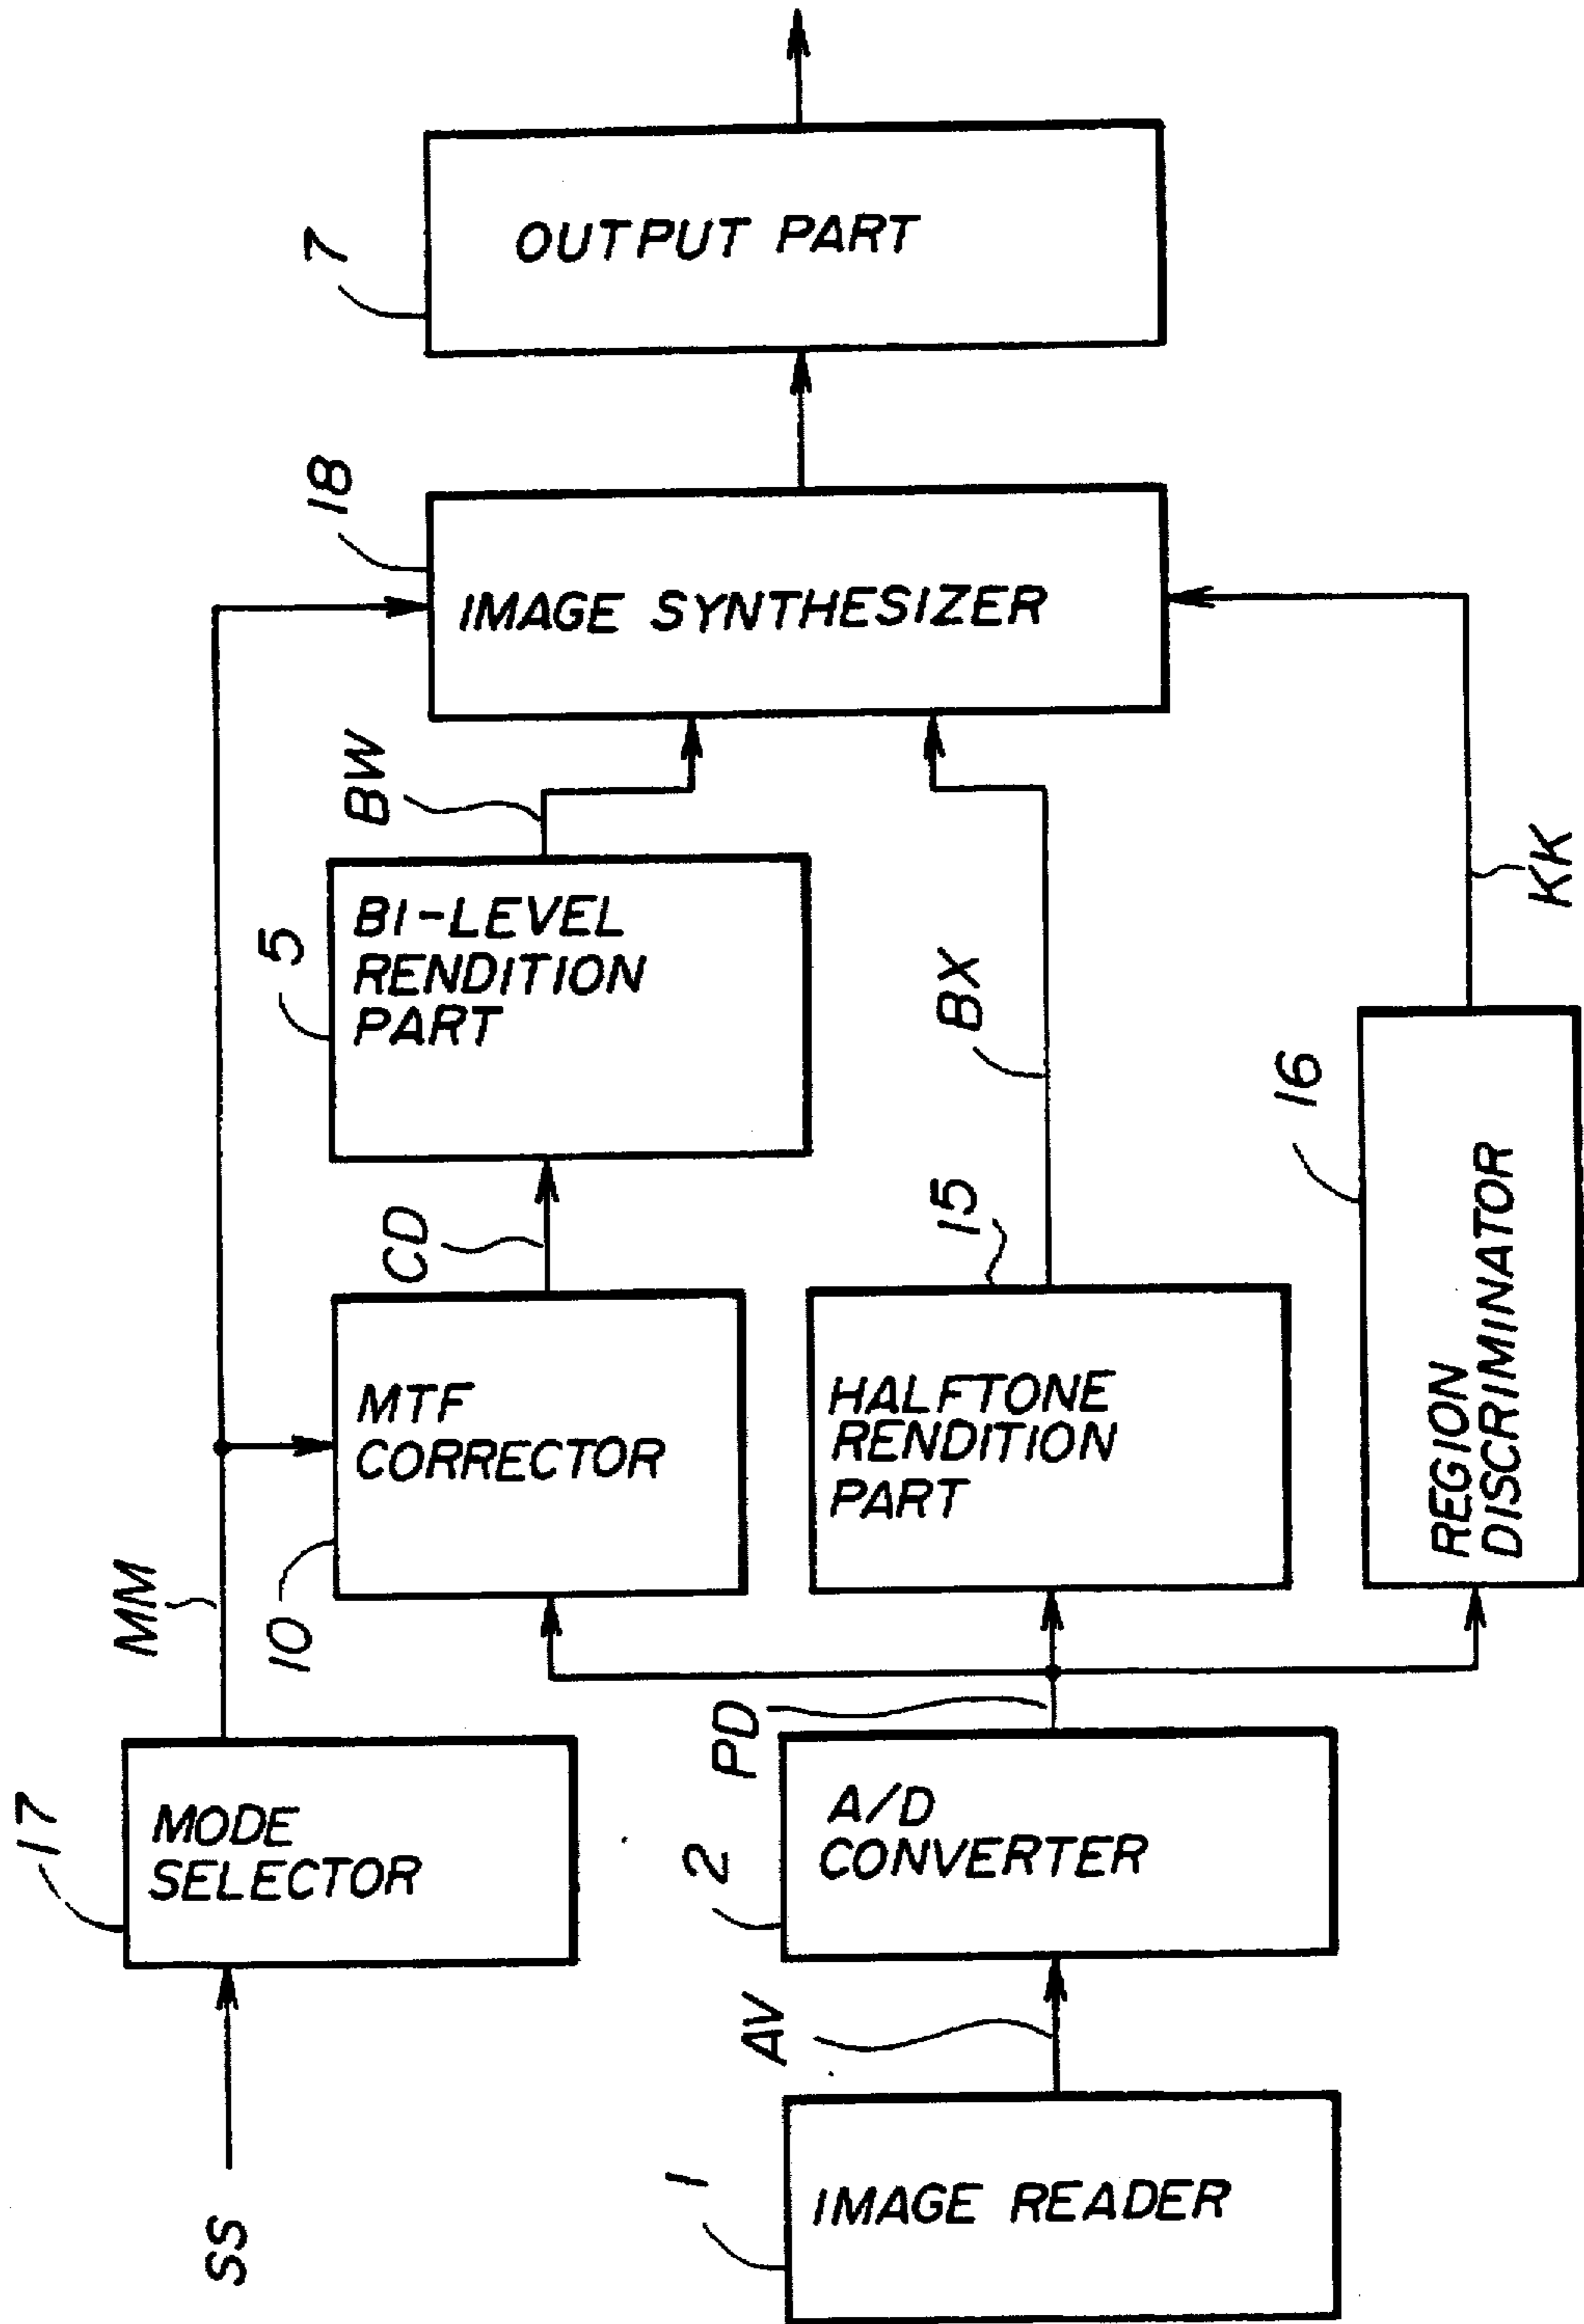 SS
17
MODE
SELECTOR
MM
1
IMAGE READER
AV
2
A/D
CONVERTER
PD
10
MTF
CORRECTOR
CD
5
BI-LEVEL
RENDITION
PART
BW
15
HALFTONE
RENDITION
PART
BX
16
REGION
DISCRIMINATOR
KK
18
IMAGE SYNTHESIZER
7
OUTPUT PART